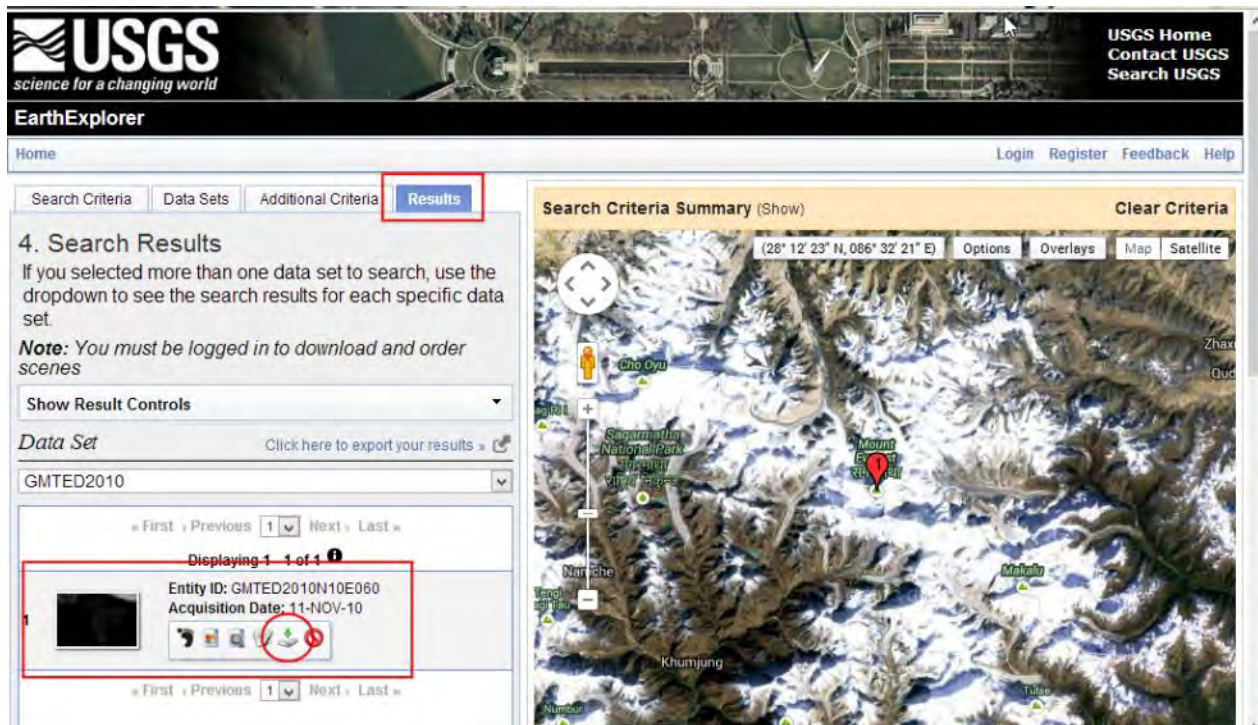 USGS
science for a changing world
USGS Home
Contact USGS
Search USGS
EarthExplorer
Home
Login Register Feedback Help
Search Criteria Data Sets Additional Criteria Results
4. Search Results
If you selected more than one data set to search, use the
dropdown to see the search results for each specific data
set.
Note: You must be logged in to download and order
scenes
Show Result Controls
Data Set
Click here to export your results »
GMTED2010
« First ‹ Previous 1 Next › Last »
Displaying 1 - 1 of 1
1
Entity ID: GMTED2010N10E060
Acquisition Date: 11-NOV-10
« First ‹ Previous 1 Next › Last »
Search Criteria Summary (Show)
Clear Criteria
(28° 12' 23" N, 086° 32' 21" E)
Options
Overlays
Map
Satellite
Cho Oyu
Sagarmatha
National Park
Mount
1
Makalu
Khumjung
Numbur
Tutse